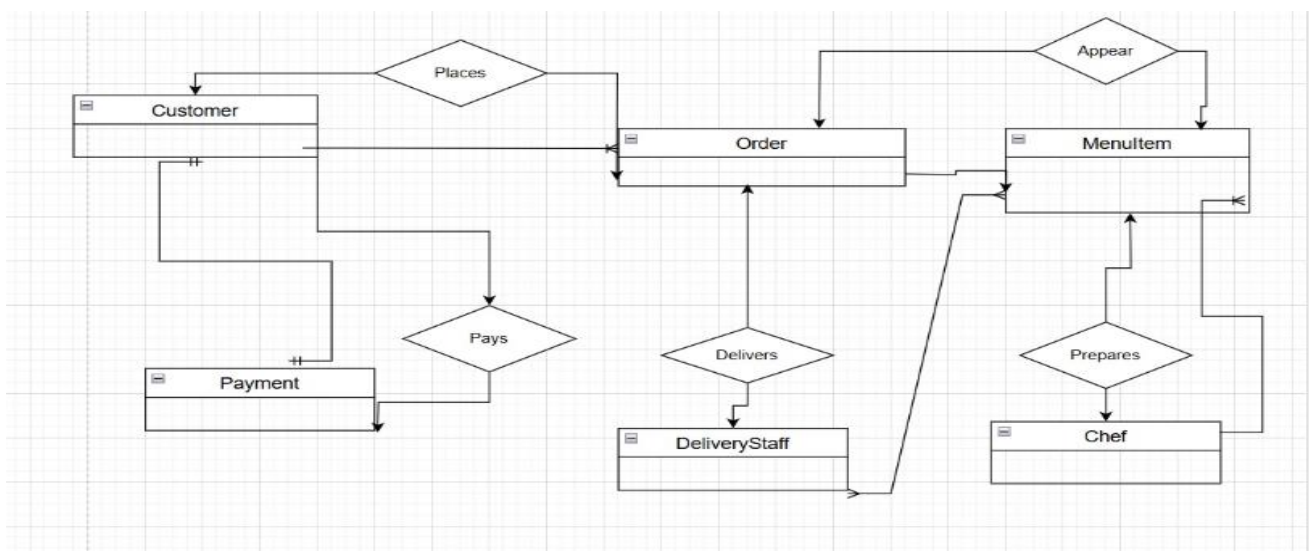 Places
Appear
Customer
Order
MenuItem
Pays
Delivers
Prepares
Payment
DeliveryStaff
Chef